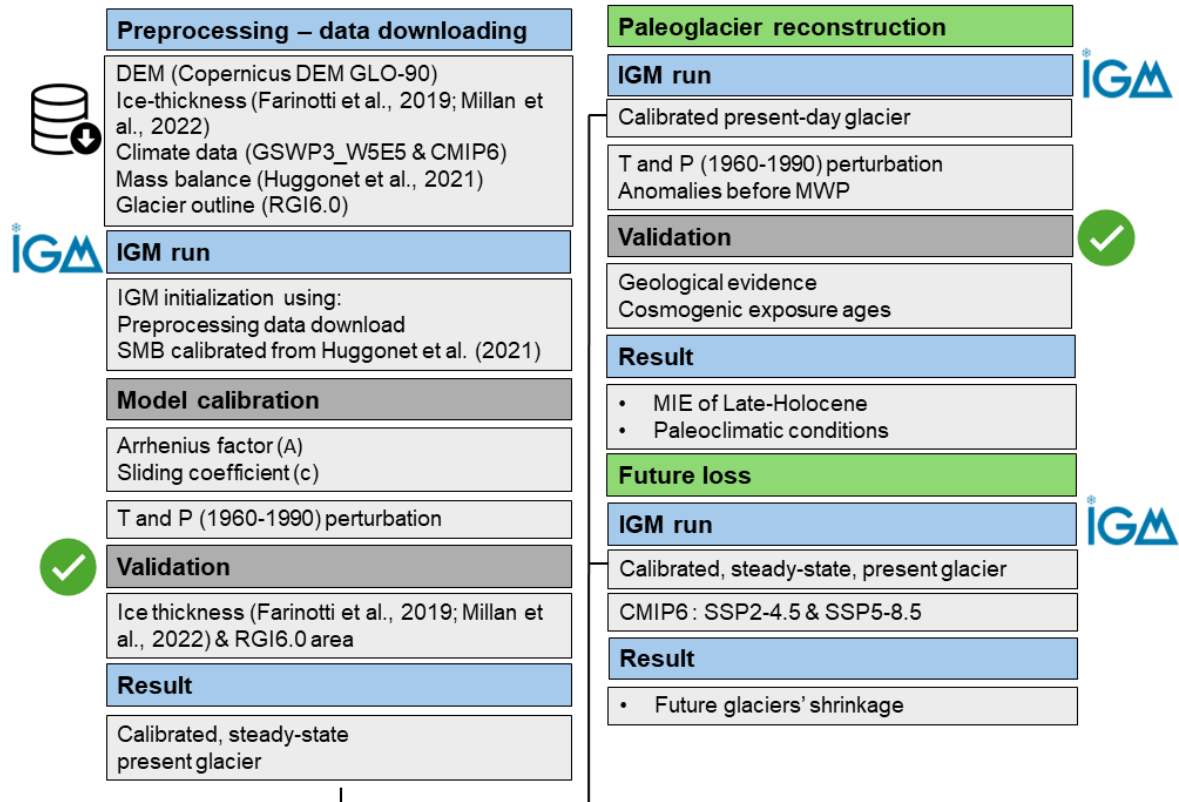 Preprocessing – data downloading
DEM (Copernicus DEM GLO-90)
Ice-thickness (Farinotti et al., 2019; Millan et
al., 2022)
Climate data (GSWP3_W5E5 & CMIP6)
Mass balance (Huggonet et al., 2021)
Glacier outline (RGI6.0)
IGM
IGM run
IGM initialization using:
Preprocessing data download
SMB calibrated from Huggonet et al. (2021)
Model calibration
Arrhenius factor (A)
Sliding coefficient (c)
T and P (1960-1990) perturbation
Validation
Ice thickness (Farinotti et al., 2019; Millan et
al., 2022) & RGI6.0 area
Result
Calibrated, steady-state
present glacier
Paleoglacier reconstruction
IGM run
IGM
Calibrated present-day glacier
T and P (1960-1990) perturbation
Anomalies before MWP
Validation
Geological evidence
Cosmogenic exposure ages
Result
• MIE of Late-Holocene
• Paleoclimatic conditions
Future loss
IGM run
IGM
Calibrated, steady-state, present glacier
CMIP6 : SSP2-4.5 & SSP5-8.5
Result
• Future glaciers’ shrinkage